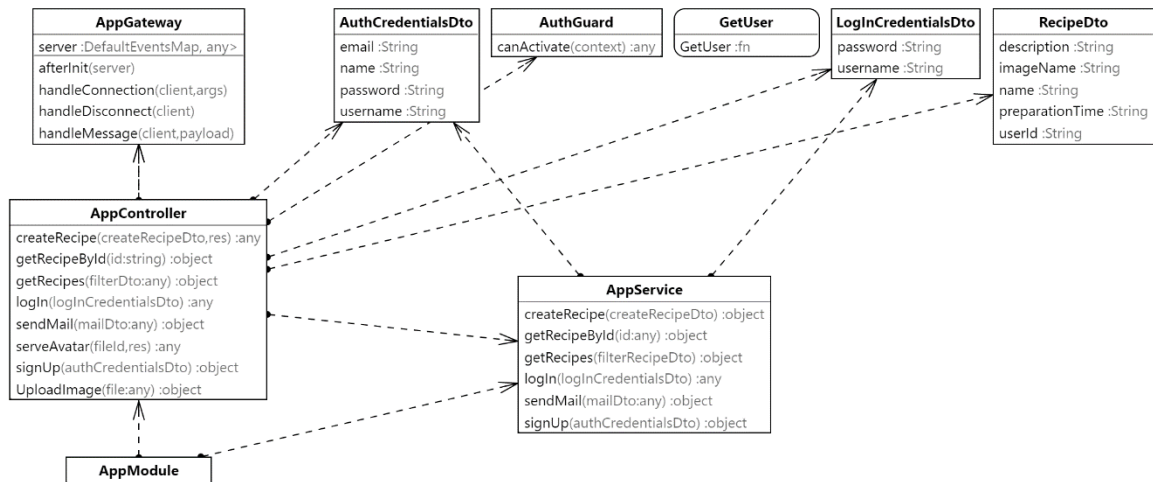 AppGateway
server :DefaultEventsMap, any>
afterInit(server)
handleConnection(client,args)
handleDisconnect(client)
handleMessage(client,payload)
AuthCredentialsDto
email :String
name :String
password :String
username :String
AuthGuard
canActivate(context) :any
GetUser
GetUser :fn
LogInCredentialsDto
password :String
username :String
RecipeDto
description :String
imageName :String
name :String
preparationTime :String
userId :String
AppController
createRecipe(createRecipeDto,res) :any
getRecipeById(id:string) :object
getRecipes(filterDto:any) :object
logIn(logInCredentialsDto) :any
sendMail(mailDto:any) :object
serveAvatar(fileId,res) :any
signUp(authCredentialsDto) :object
UploadImage(file:any) :object
AppService
createRecipe(createRecipeDto) :object
getRecipeById(id:any) :object
getRecipes(filterRecipeDto) :object
logIn(logInCredentialsDto) :any
sendMail(mailDto:any) :object
signUp(authCredentialsDto) :object
AppModule